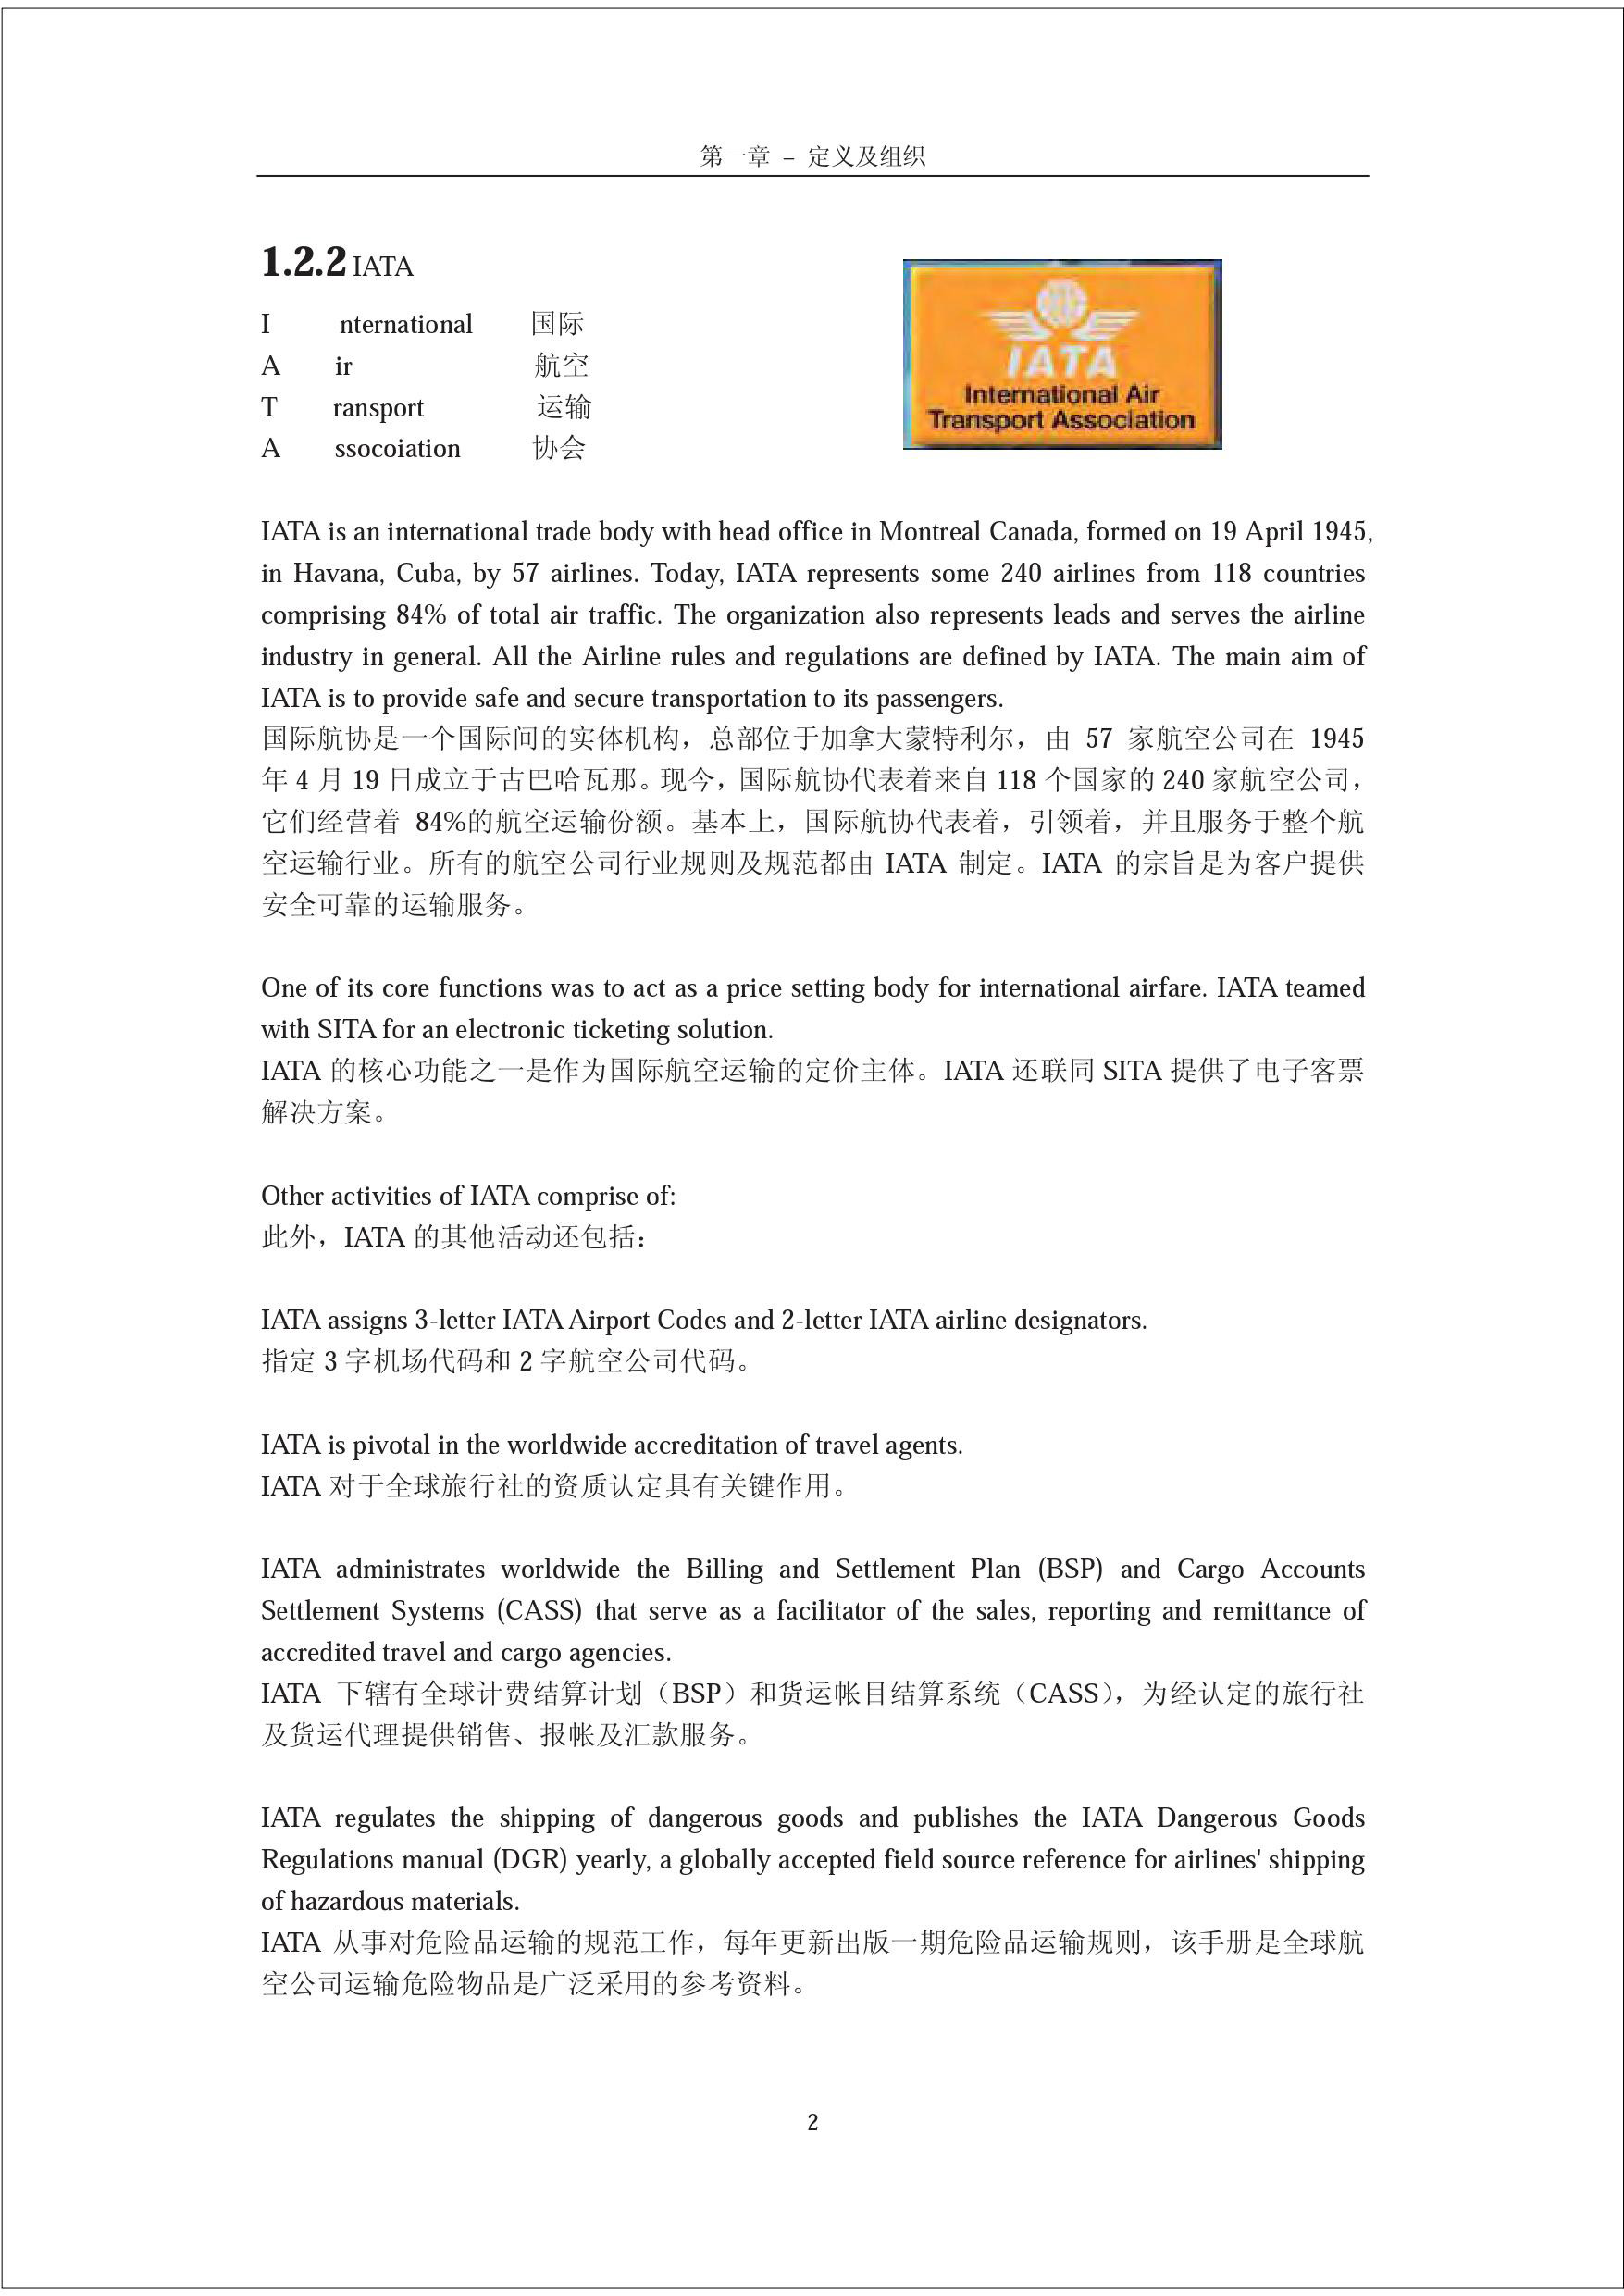 第一章 – 定义及组织
1.2.2 IATA
I nternational 国际
A ir 航空
T ransport 运输
A ssocoiation 协会
IATA
International Air
Transport Association
IATA is an international trade body with head office in Montreal Canada, formed on 19 April 1945,
in Havana, Cuba, by 57 airlines. Today, IATA represents some 240 airlines from 118 countries
comprising 84% of total air traffic. The organization also represents leads and serves the airline
industry in general. All the Airline rules and regulations are defined by IATA. The main aim of
IATA is to provide safe and secure transportation to its passengers.
国际航协是一个国际间的实体机构，总部位于加拿大蒙特利尔，由 57 家航空公司在 1945
年 4 月 19 日成立于古巴哈瓦那。现今，国际航协代表着来自 118 个国家的 240 家航空公司，
它们经营着 84%的航空运输份额。基本上，国际航协代表着，引领着，并且服务于整个航
空运输行业。所有的航空公司行业规则及规范都由 IATA 制定。IATA 的宗旨是为客户提供
安全可靠的运输服务。
One of its core functions was to act as a price setting body for international airfare. IATA teamed
with SITA for an electronic ticketing solution.
IATA 的核心功能之一是作为国际航空运输的定价主体。IATA 还联同 SITA 提供了电子客票
解决方案。
Other activities of IATA comprise of:
此外，IATA 的其他活动还包括：
IATA assigns 3-letter IATA Airport Codes and 2-letter IATA airline designators.
指定 3 字机场代码和 2 字航空公司代码。
IATA is pivotal in the worldwide accreditation of travel agents.
IATA 对于全球旅行社的资质认定具有关键作用。
IATA administrates worldwide the Billing and Settlement Plan (BSP) and Cargo Accounts
Settlement Systems (CASS) that serve as a facilitator of the sales, reporting and remittance of
accredited travel and cargo agencies.
IATA 下辖有全球计费结算计划（BSP）和货运帐目结算系统（CASS），为经认定的旅行社
及货运代理提供销售、报帐及汇款服务。
IATA regulates the shipping of dangerous goods and publishes the IATA Dangerous Goods
Regulations manual (DGR) yearly, a globally accepted field source reference for airlines' shipping
of hazardous materials.
IATA 从事对危险品运输的规范工作，每年更新出版一期危险品运输规则，该手册是全球航
空公司运输危险物品是广泛采用的参考资料。
2